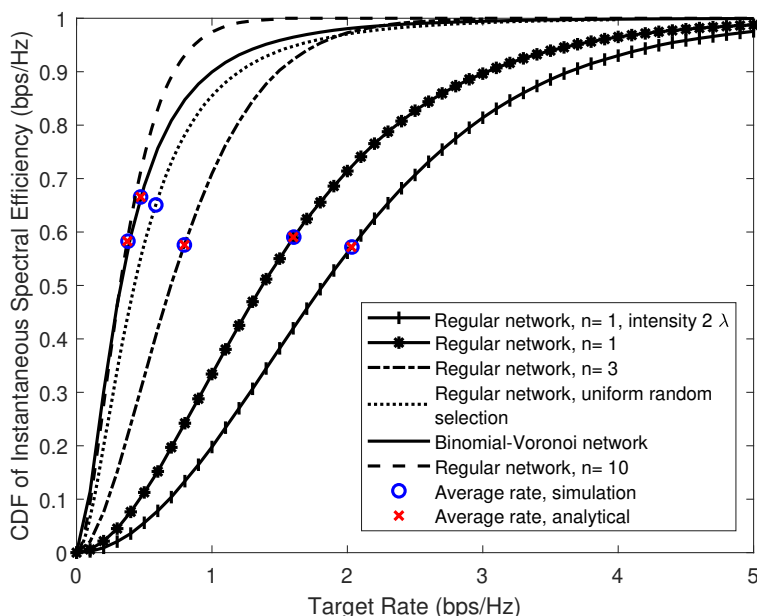 CDF of Instantaneous Spectral Efficiency (bps/Hz)
1
0.9
0.8
0.7
0.6
0.5
0.4
0.3
0.2
0.1
0
Regular network, n= 1, intensity 2 λ
Regular network, n= 1
Regular network, n= 3
Regular network, uniform random
selection
Binomial-Voronoi network
Regular network, n= 10
Average rate, simulation
Average rate, analytical
0 1 2 3 4 5
Target Rate (bps/Hz)